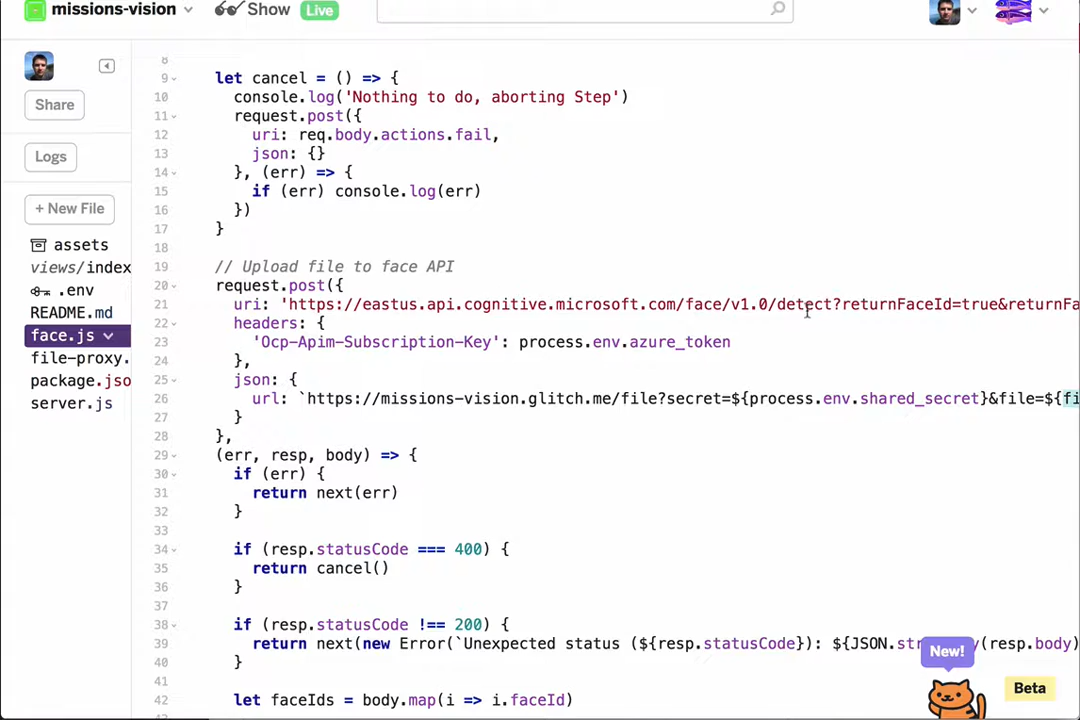 missions-vision
Show
Live
Share
Logs
+ New File
assets
views/index
.env
README.md
face.js
file-proxy.
package.jso
server.js
8
9 let cancel = () => {
10 console.log('Nothing to do, aborting Step')
11 request.post({
12 uri: req.body.actions.fail,
13 json: {}
14 }, (err) => {
15 if (err) console.log(err)
16 })
17 }
18
19 // Upload file to face API
20 request.post({
21 uri: 'https://eastus.api.cognitive.microsoft.com/face/v1.0/detect?returnFaceId=true&returnFa
22 headers: {
23 'Ocp-Apim-Subscription-Key': process.env.azure_token
24 },
25 json: {
26 url: `https://missions-vision.glitch.me/file?secret=${process.env.shared_secret}&file=${fi
27 }
28 },
29 (err, resp, body) => {
30 if (err) {
31 return next(err)
32 }
33
34 if (resp.statusCode === 400) {
35 return cancel()
36 }
37
38 if (resp.statusCode !== 200) {
39 return next(new Error(`Unexpected status (${resp.statusCode}): ${JSON.str y(resp.body)
40 }
41
42 let faceIds = body.map(i => i.faceId)
New!
Beta